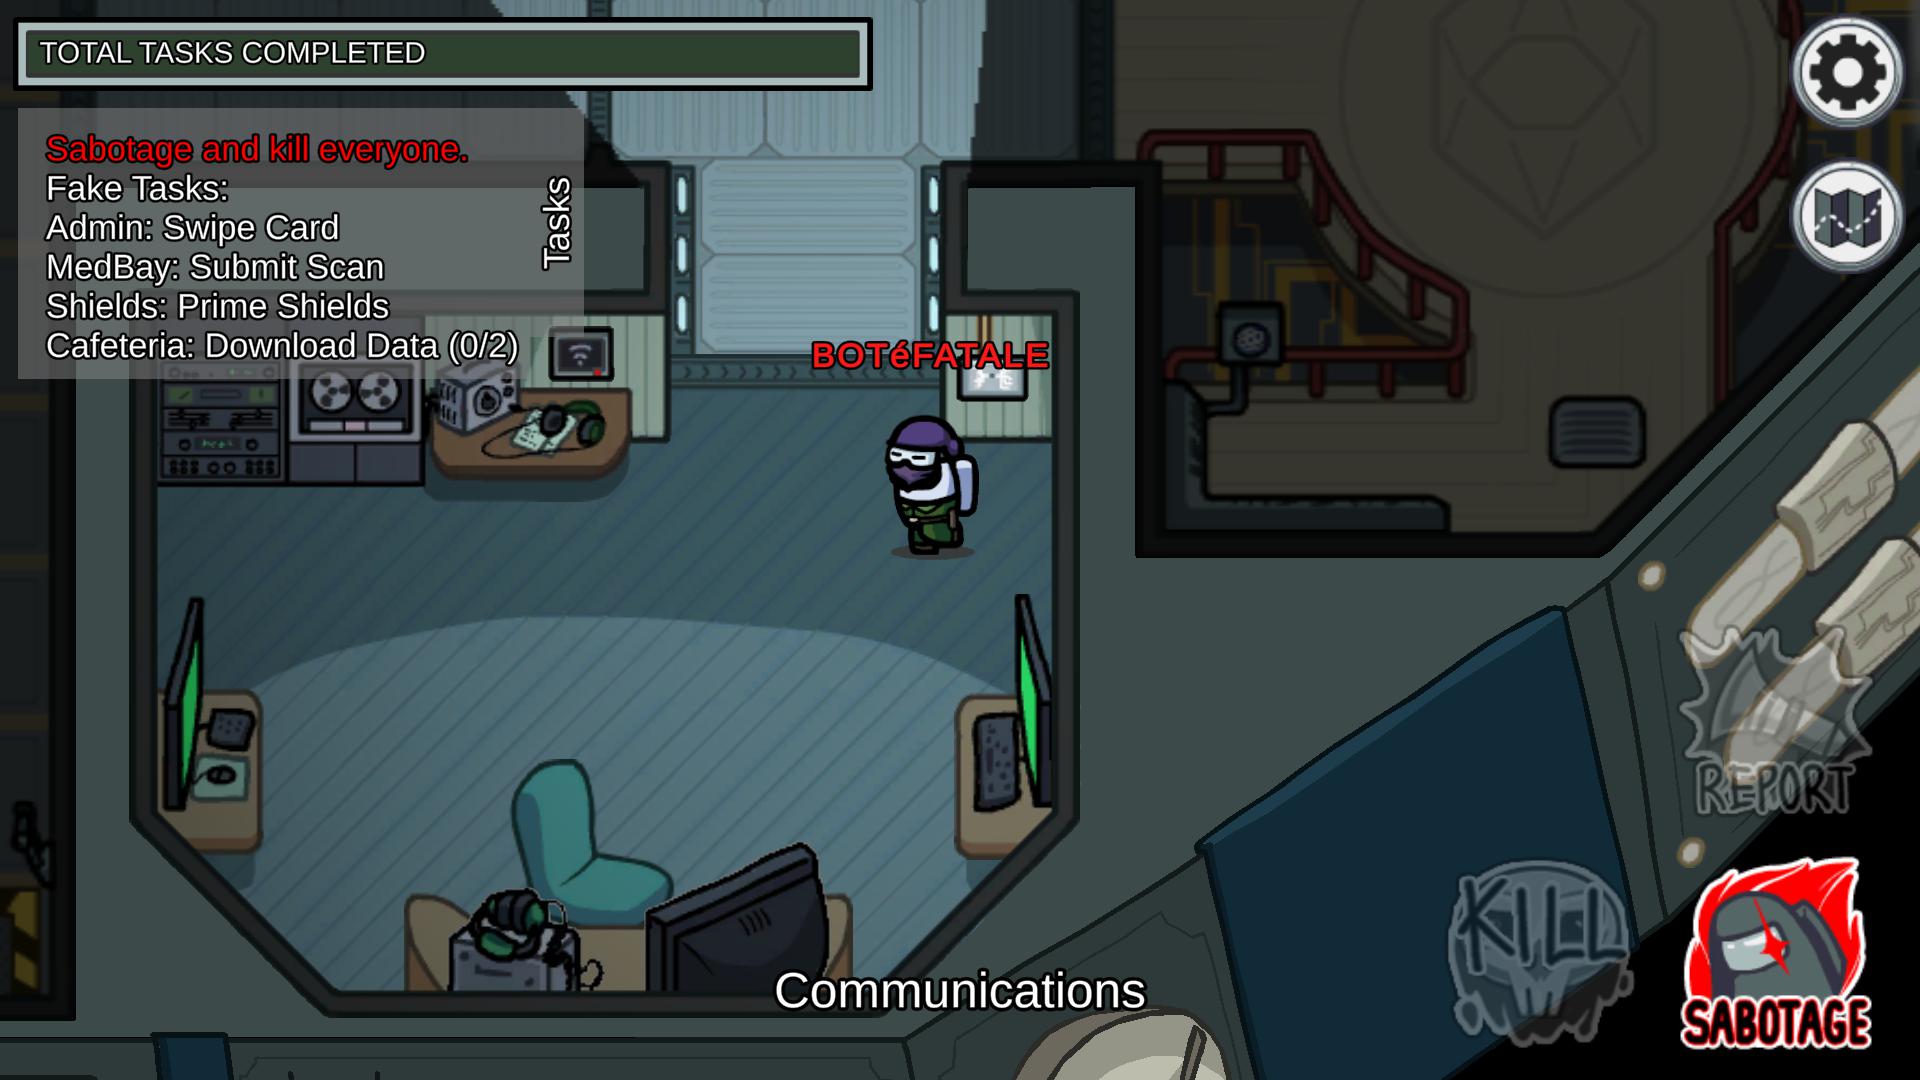 TOTAL TASKS COMPLETED
Sabotage and kill everyone.
Fake Tasks:
Admin: Swipe Card
MedBay: Submit Scan
Shields: Prime Shields
Cafeteria: Download Data (0/2)
Tasks
BOTéFATALE
REPORT
KILL
SABOTAGE
Communications